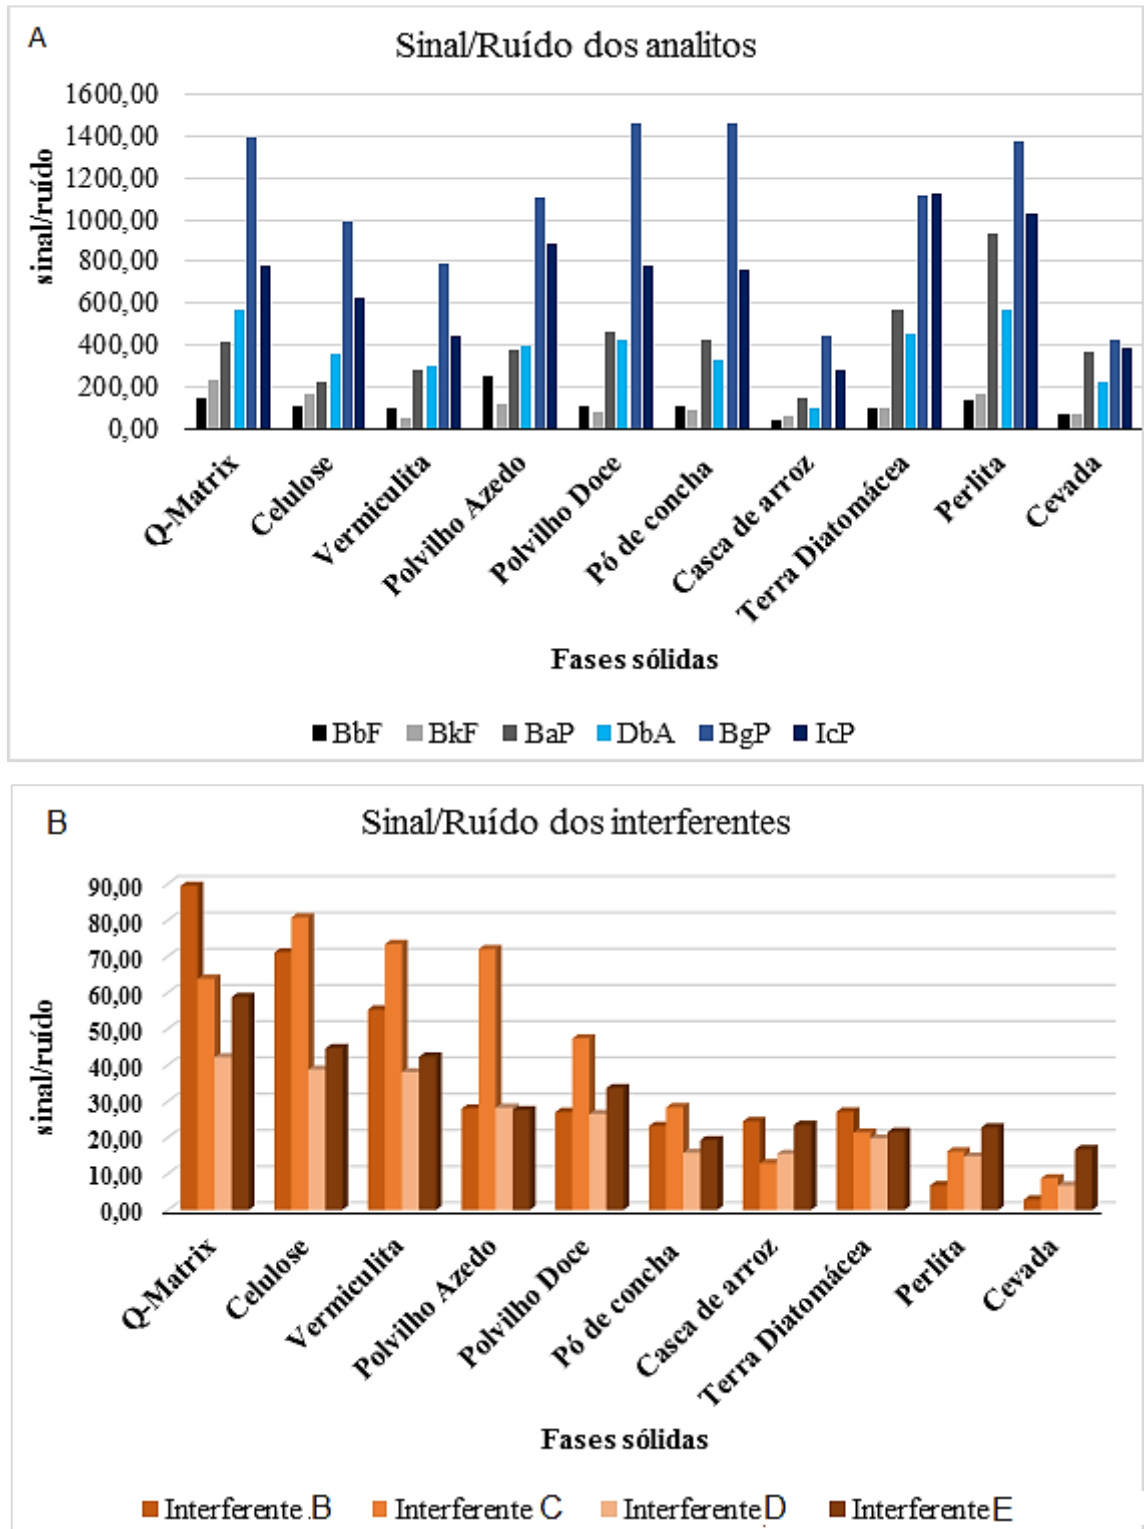 A
Sinal/Ruído dos analitos
1600,00
1400,00
1200,00
1000,00
800,00
600,00
400,00
200,00
0,00
sinal/ruído
Q-Matrix
Celulose
Vermiculita
Polvilho Azedo
Polvilho Doce
Pó de concha
Casca de arroz
Terra Diatomácea
Perlita
Cevada
Fases sólidas
BbF BkF BaP DbA BgP IcP
B
Sinal/Ruído dos interferentes
90,00
80,00
70,00
60,00
50,00
40,00
30,00
20,00
10,00
0,00
sinal/ruído
Q-Matrix
Celulose
Vermiculita
Polvilho Azedo
Polvilho Doce
Pó de concha
Casca de arroz
Terra Diatomácea
Perlita
Cevada
Fases sólidas
Interferente .B Interferente C Interferente D Interferente E